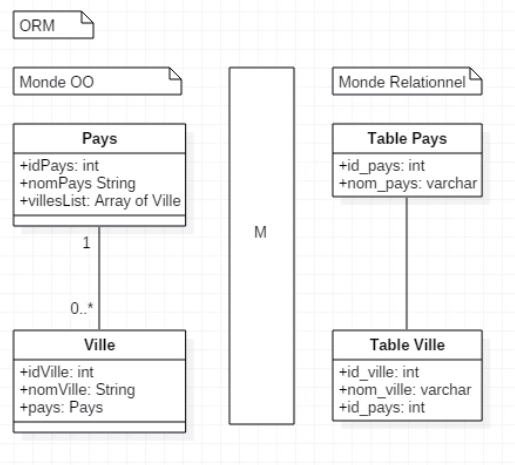 ORM
Monde OO
Monde Relationnel
Pays
+idPays: int
+nomPays String
+villesList: Array of Ville
1
0..*
Ville
+idVille: int
+nomVille: String
+pays: Pays
M
Table Pays
+id_pays: int
+nom_pays: varchar
Table Ville
+id_ville: int
+nom_ville: varchar
+id_pays: int